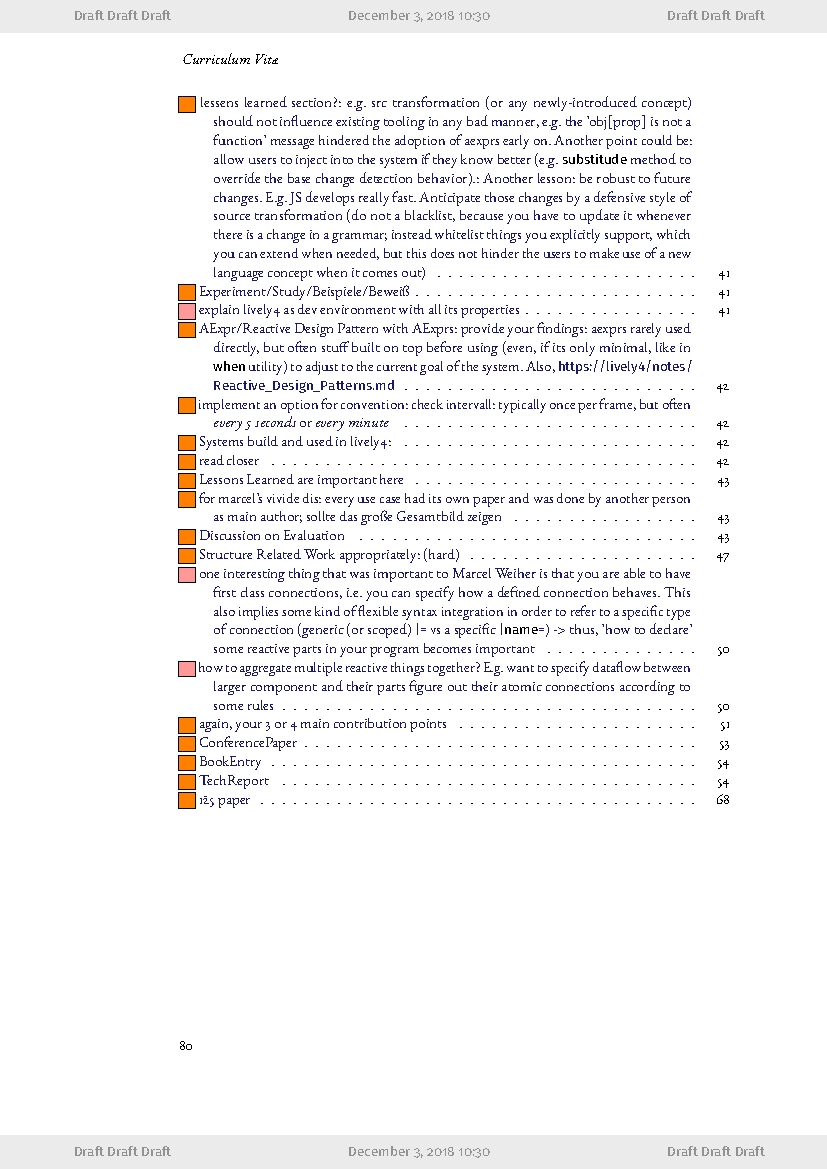 Draft Draft Draft December 3, 2018 10:30 Draft Draft Draft
Curriculum Vitæ
lessens learned section?: e.g. src transformation (or any newly-introduced concept)
should not influence existing tooling in any bad manner, e.g. the 'obj[prop] is not a
function' message hindered the adoption of aexprs early on. Another point could be:
allow users to inject into the system if they know better (e.g. substitude method to
override the base change detection behavior).: Another lesson: be robust to future
changes. E.g. JS develops really fast. Anticipate those changes by a defensive style of
source transformation (do not a blacklist, because you have to update it whenever
there is a change in a grammar; instead whitelist things you explicitly support, which
you can extend when needed, but this does not hinder the users to make use of a new
language concept when it comes out) . . . . . . . . . . . . . . . . . . . . . . . . 41
Experiment/Study/Beispiele/Beweiß . . . . . . . . . . . . . . . . . . . . . . . . . . 41
explain lively4 as dev environment with all its properties . . . . . . . . . . . . . . . . 41
AExpr/Reactive Design Pattern with AExprs: provide your findings: aexprs rarely used
directly, but often stuff built on top before using (even, if its only minimal, like in
when utility) to adjust to the current goal of the system. Also, https://lively4/notes/
Reactive_Design_Patterns.md . . . . . . . . . . . . . . . . . . . . . . . . . . . 42
implement an option for convention: check intervall: typically once per frame, but often
every 5 seconds or every minute . . . . . . . . . . . . . . . . . . . . . . . . . . . 42
Systems build and used in lively4: . . . . . . . . . . . . . . . . . . . . . . . . . . . 42
read closer . . . . . . . . . . . . . . . . . . . . . . . . . . . . . . . . . . . . . . . 42
Lessons Learned are important here . . . . . . . . . . . . . . . . . . . . . . . . . . 43
for marcel's vivide dis: every use case had its own paper and was done by another person
as main author; sollte das große Gesamtbild zeigen . . . . . . . . . . . . . . . . . 43
Discussion on Evaluation . . . . . . . . . . . . . . . . . . . . . . . . . . . . . . . 43
Structure Related Work appropriately: (hard) . . . . . . . . . . . . . . . . . . . . . 47
one interesting thing that was important to Marcel Weiher is that you are able to have
first class connections, i.e. you can specify how a defined connection behaves. This
also implies some kind of flexible syntax integration in order to refer to a specific type
of connection (generic (or scoped) |= vs a specific |name=) -> thus, 'how to declare'
some reactive parts in your program becomes important . . . . . . . . . . . . . . 50
how to aggregate multiple reactive things together? E.g. want to specify dataflow between
larger component and their parts figure out their atomic connections according to
some rules . . . . . . . . . . . . . . . . . . . . . . . . . . . . . . . . . . . . . . 50
again, your 3 or 4 main contribution points . . . . . . . . . . . . . . . . . . . . . . 51
ConferencePaper . . . . . . . . . . . . . . . . . . . . . . . . . . . . . . . . . . . . 53
BookEntry . . . . . . . . . . . . . . . . . . . . . . . . . . . . . . . . . . . . . . . 54
TechReport . . . . . . . . . . . . . . . . . . . . . . . . . . . . . . . . . . . . . . 54
125 paper . . . . . . . . . . . . . . . . . . . . . . . . . . . . . . . . . . . . . . . . 68
80
Draft Draft Draft December 3, 2018 10:30 Draft Draft Draft